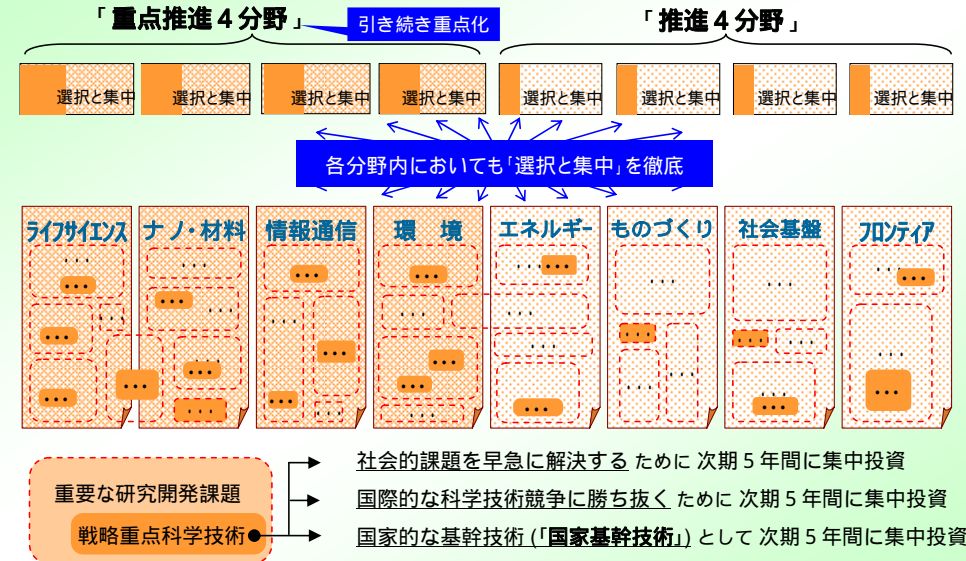 「 重点推進４分野 」
引き続き重点化
「 推進４分野 」
選択と集中
選択と集中
選択と集中
選択と集中
選択と集中
選択と集中
選択と集中
選択と集中
各分野内においても「選択と集中」を徹底
ライフサイエンス
ナノ・材料
情報通信
環 境
エネルギー
ものづくり
社会基盤
フロンティア
重要な研究開発課題
戦略重点科学技術
社会的課題を早急に解決する ために 次期５年間に集中投資
国際的な科学技術競争に勝ち抜く ために 次期５年間に集中投資
国家的な基幹技術 (「国家基幹技術」) として 次期５年間に集中投資